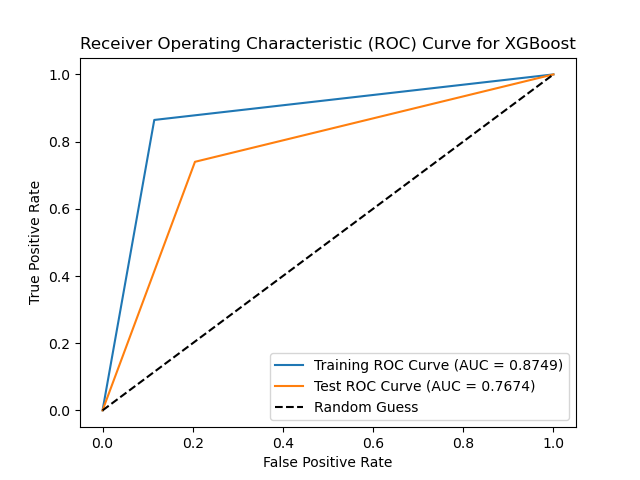 Receiver Operating Characteristic (ROC) Curve for XGBoost
1.0
0.8
0.6
0.4
0.2
0.0
True Positive Rate
0.0 0.2 0.4 0.6 0.8 1.0
False Positive Rate
Training ROC Curve (AUC = 0.8749)
Test ROC Curve (AUC = 0.7674)
Random Guess